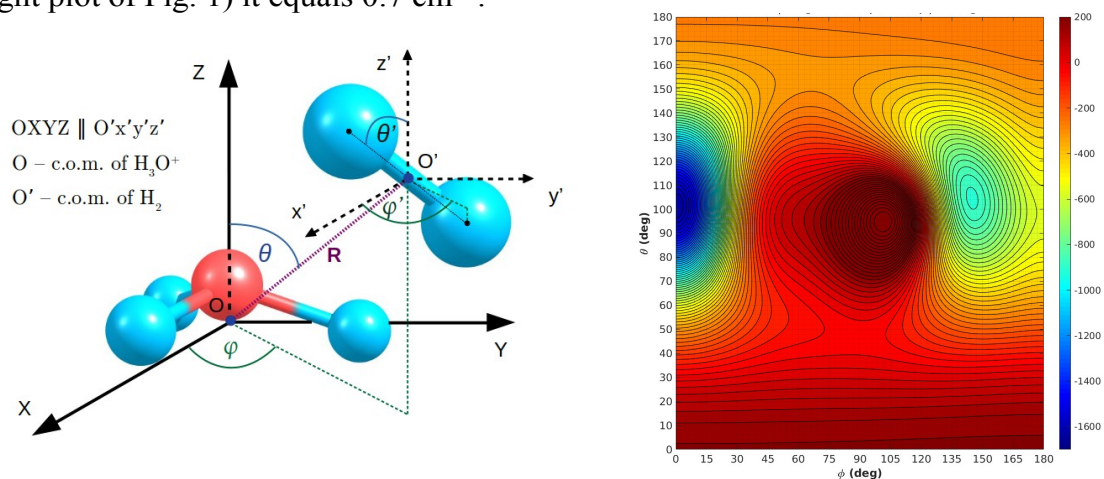 ght plot of Fig. 1) it equals 0.7 cm
OXYZ ∥ O′x′y′z′
O – c.o.m. of H₃O⁺
O′ – c.o.m. of H₂
Z
z’
θ’
O’
y’
x’
φ’
θ
R
O
Y
φ
X
180
170
160
150
140
130
120
110
100
90
80
70
60
50
40
30
20
10
0
θ (deg)
0 15 30 45 60 75 90 105 120 135 150 165 180
ϕ (deg)
200
0
-200
-400
-600
-800
-1000
-1200
-1400
-1600